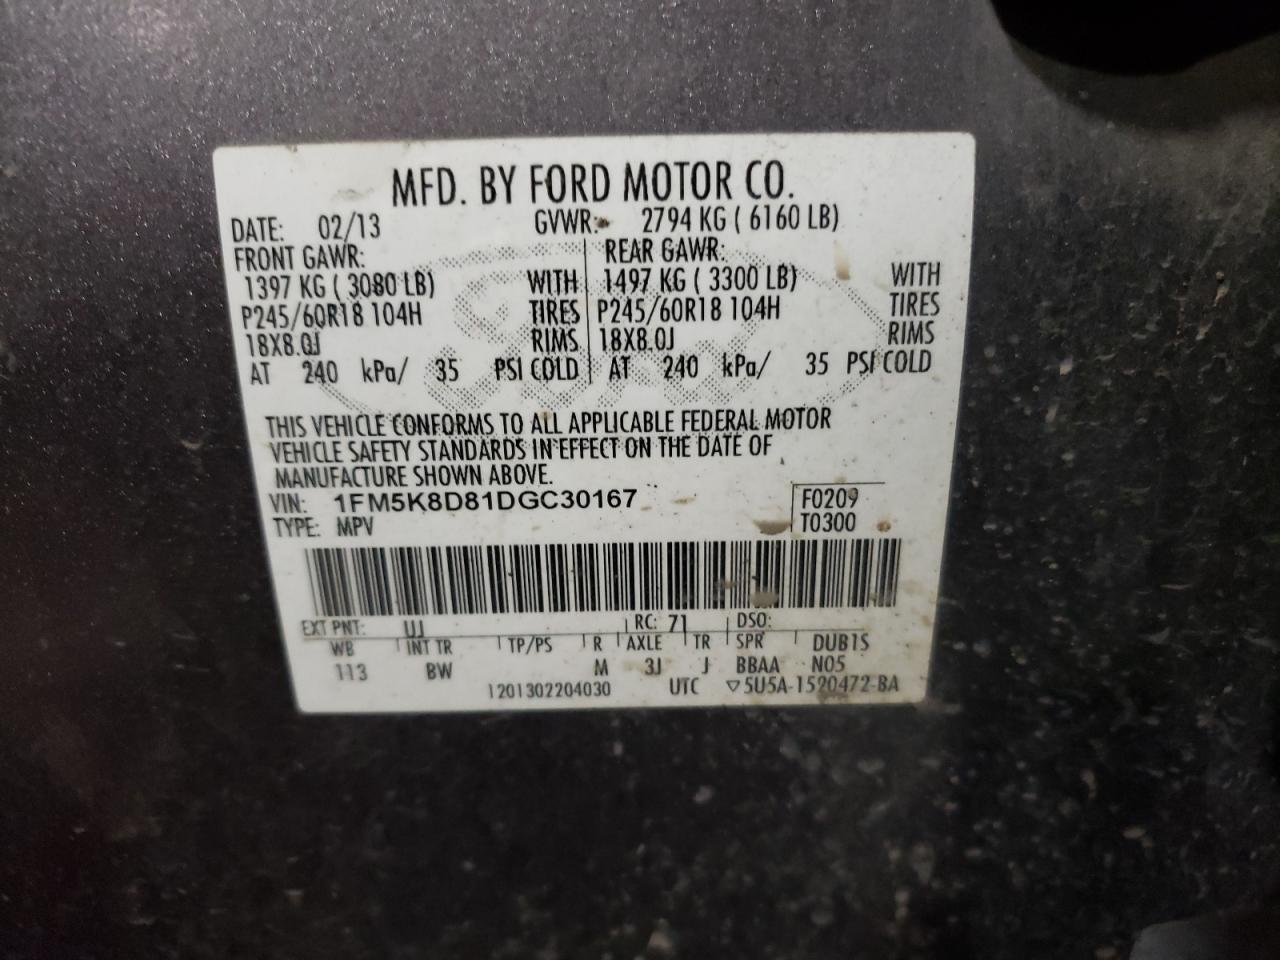 MFD. BY FORD MOTOR CO.
DATE: 02/13 GVWR: 2794 KG ( 6160 LB)
FRONT GAWR: REAR GAWR:
1397 KG ( 3080 LB) WITH 1497 KG ( 3300 LB) WITH
P245/60R18 104H TIRES P245/60R18 104H TIRES
18X8.0J RIMS 18X8.0J RIMS
AT 240 kPa/ 35 PSI COLD AT 240 kPa/ 35 PSI COLD
THIS VEHICLE CONFORMS TO ALL APPLICABLE FEDERAL MOTOR
VEHICLE SAFETY STANDARDS IN EFFECT ON THE DATE OF
MANUFACTURE SHOWN ABOVE.
VIN: 1FM5K8D81DGC30167 F0209
TYPE: MPV T0300
EXT PNT: UJ RC: 71 DSO:
WB INT TR TP/PS R AXLE TR SPR DUB1S
113 BW M 3J J BBAA N05
1201302204030 UTC ▽5U5A-1520472-BA